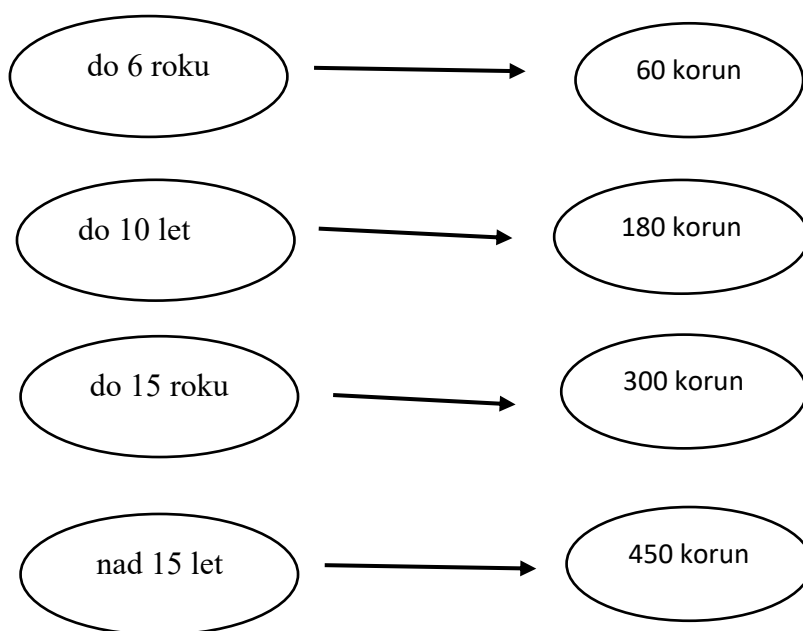 do 6 roku
60 korun
do 10 let
180 korun
do 15 roku
300 korun
nad 15 let
450 korun